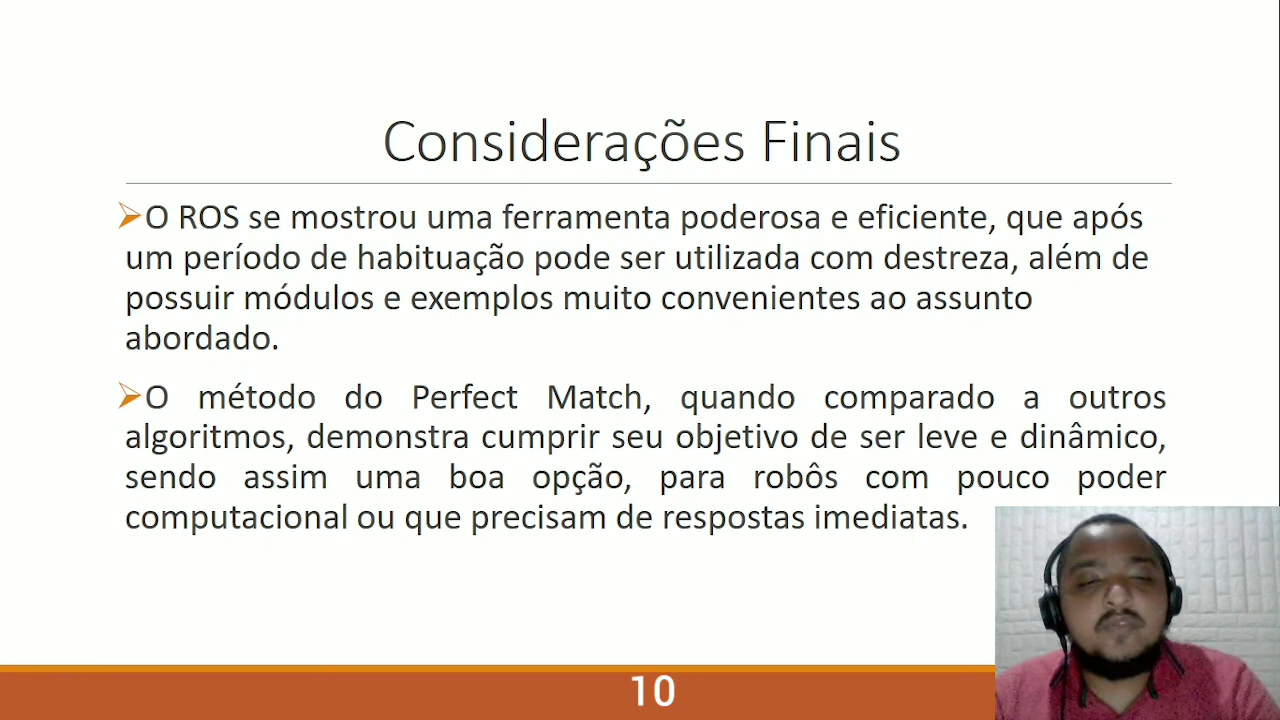 Considerações Finais
O ROS se mostrou uma ferramenta poderosa e eficiente, que após
um período de habituação pode ser utilizada com destreza, além de
possuir módulos e exemplos muito convenientes ao assunto
abordado.
O método do Perfect Match, quando comparado a outros
algoritmos, demonstra cumprir seu objetivo de ser leve e dinâmico,
sendo assim uma boa opção, para robôs com pouco poder
computacional ou que precisam de respostas imediatas.
10